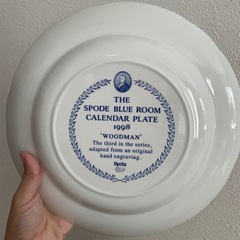 THE
SPODE BLUE ROOM
CALENDAR PLATE
1998
"WOODMAN"
The third in the series,
adapted from an original
hand engraving.
Spode